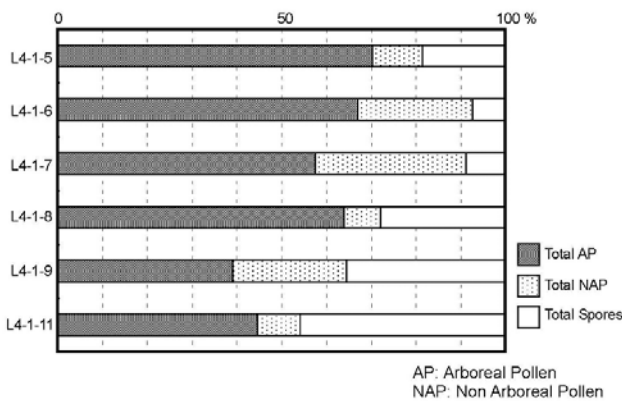 0 50 100 %
L4-1-5
L4-1-6
L4-1-7
L4-1-8
L4-1-9
L4-1-11
Total AP
Total NAP
Total Spores
AP: Arboreal Pollen
NAP: Non Arboreal Pollen